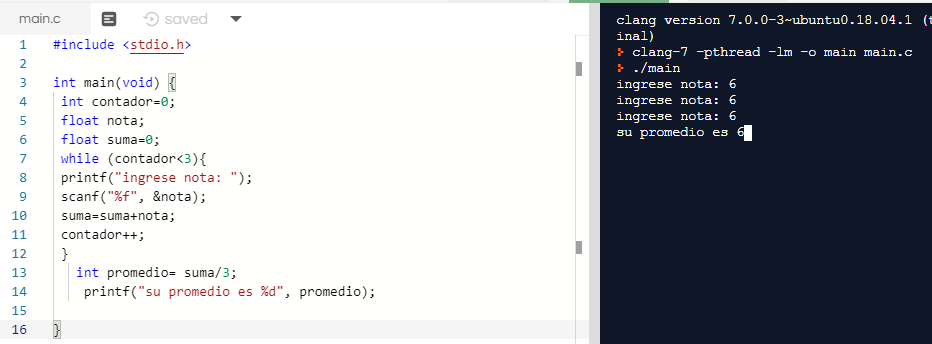 main.c saved
1 #include <stdio.h>
2
3 int main(void) {
4 int contador=0;
5 float nota;
6 float suma=0;
7 while (contador<3){
8 printf("ingrese nota: ");
9 scanf("%f", &nota);
10 suma=suma+nota;
11 contador++;
12 }
13 int promedio= suma/3;
14 printf("su promedio es %d", promedio);
15
16 }
clang version 7.0.0-3~ubuntu0.18.04.1 (t
inal)
> clang-7 -pthread -lm -o main main.c
> ./main
ingrese nota: 6
ingrese nota: 6
ingrese nota: 6
su promedio es 6